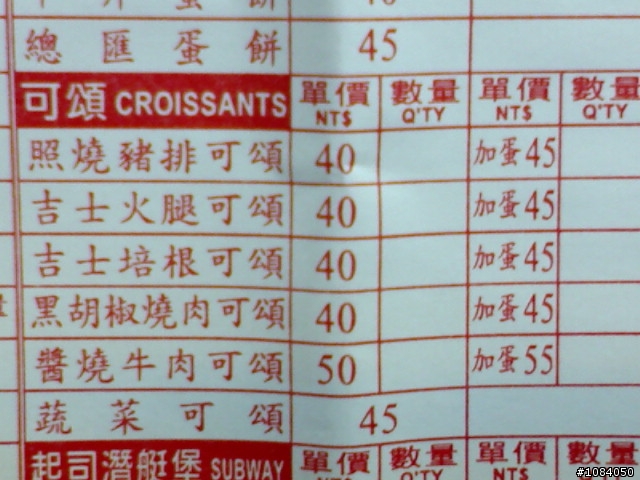 總匯蛋餅 45
可頌 CROISSANTS 單價 NT$ 數量 Q'TY 單價 NT$ 數量 Q'TY
照燒豬排可頌 40 加蛋45
吉士火腿可頌 40 加蛋45
吉士培根可頌 40 加蛋45
黑胡椒燒肉可頌 40 加蛋45
醬燒牛肉可頌 50 加蛋55
蔬菜可頌 45
起司潛艇堡 SUBWAY 單價 NT$ 數量 Q'TY 單價 NT$ 數量 Q'TY
#1084050